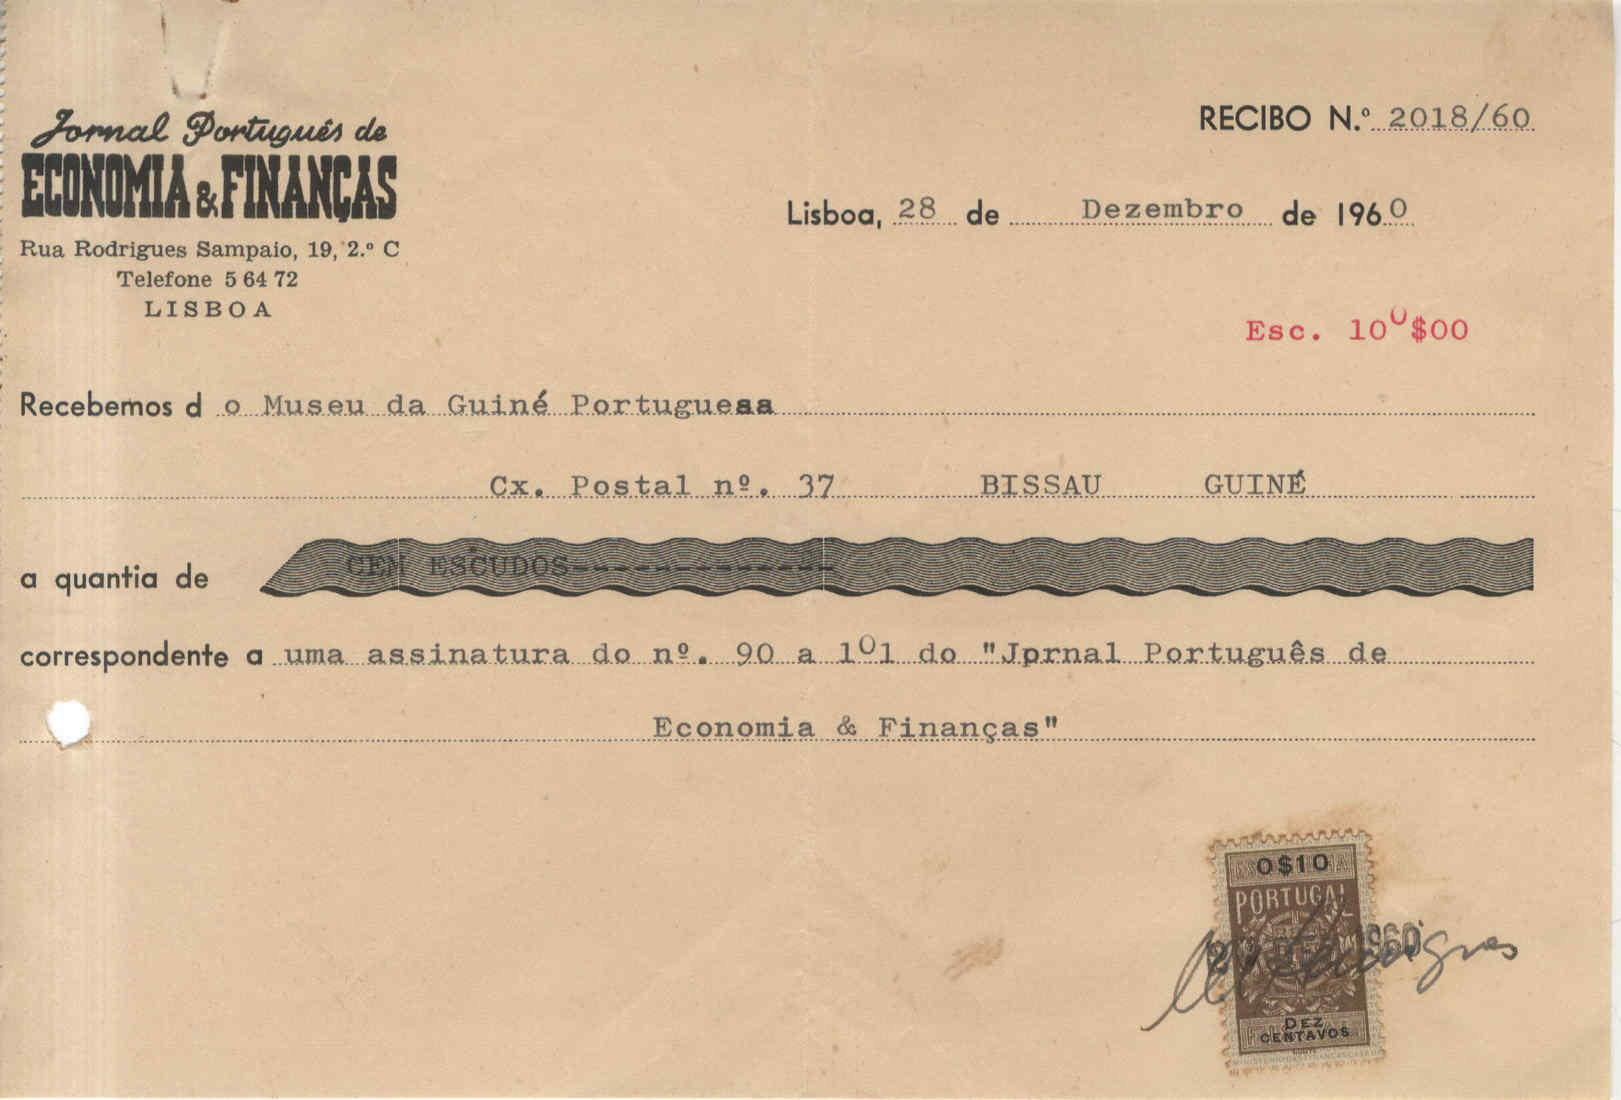 Jornal Português de
ECONOMIA & FINANÇAS
Rua Rodrigues Sampaio, 19, 2.º C
Telefone 5 64 72
LISBOA
RECIBO N.º 2018/60
Lisboa, 28 de Dezembro de 1960
Esc. 100$00
Recebemos d o Museu da Guiné Portuguesa
Cx. Postal nº. 37 BISSAU GUINÉ
a quantia de CEM ESCUDOS-------------
correspondente a uma assinatura do nº. 90 a 101 do "Jprnal Português de
Economia & Finanças"
0$10
PORTUGAL
1960
DEZ
CENTAVOS